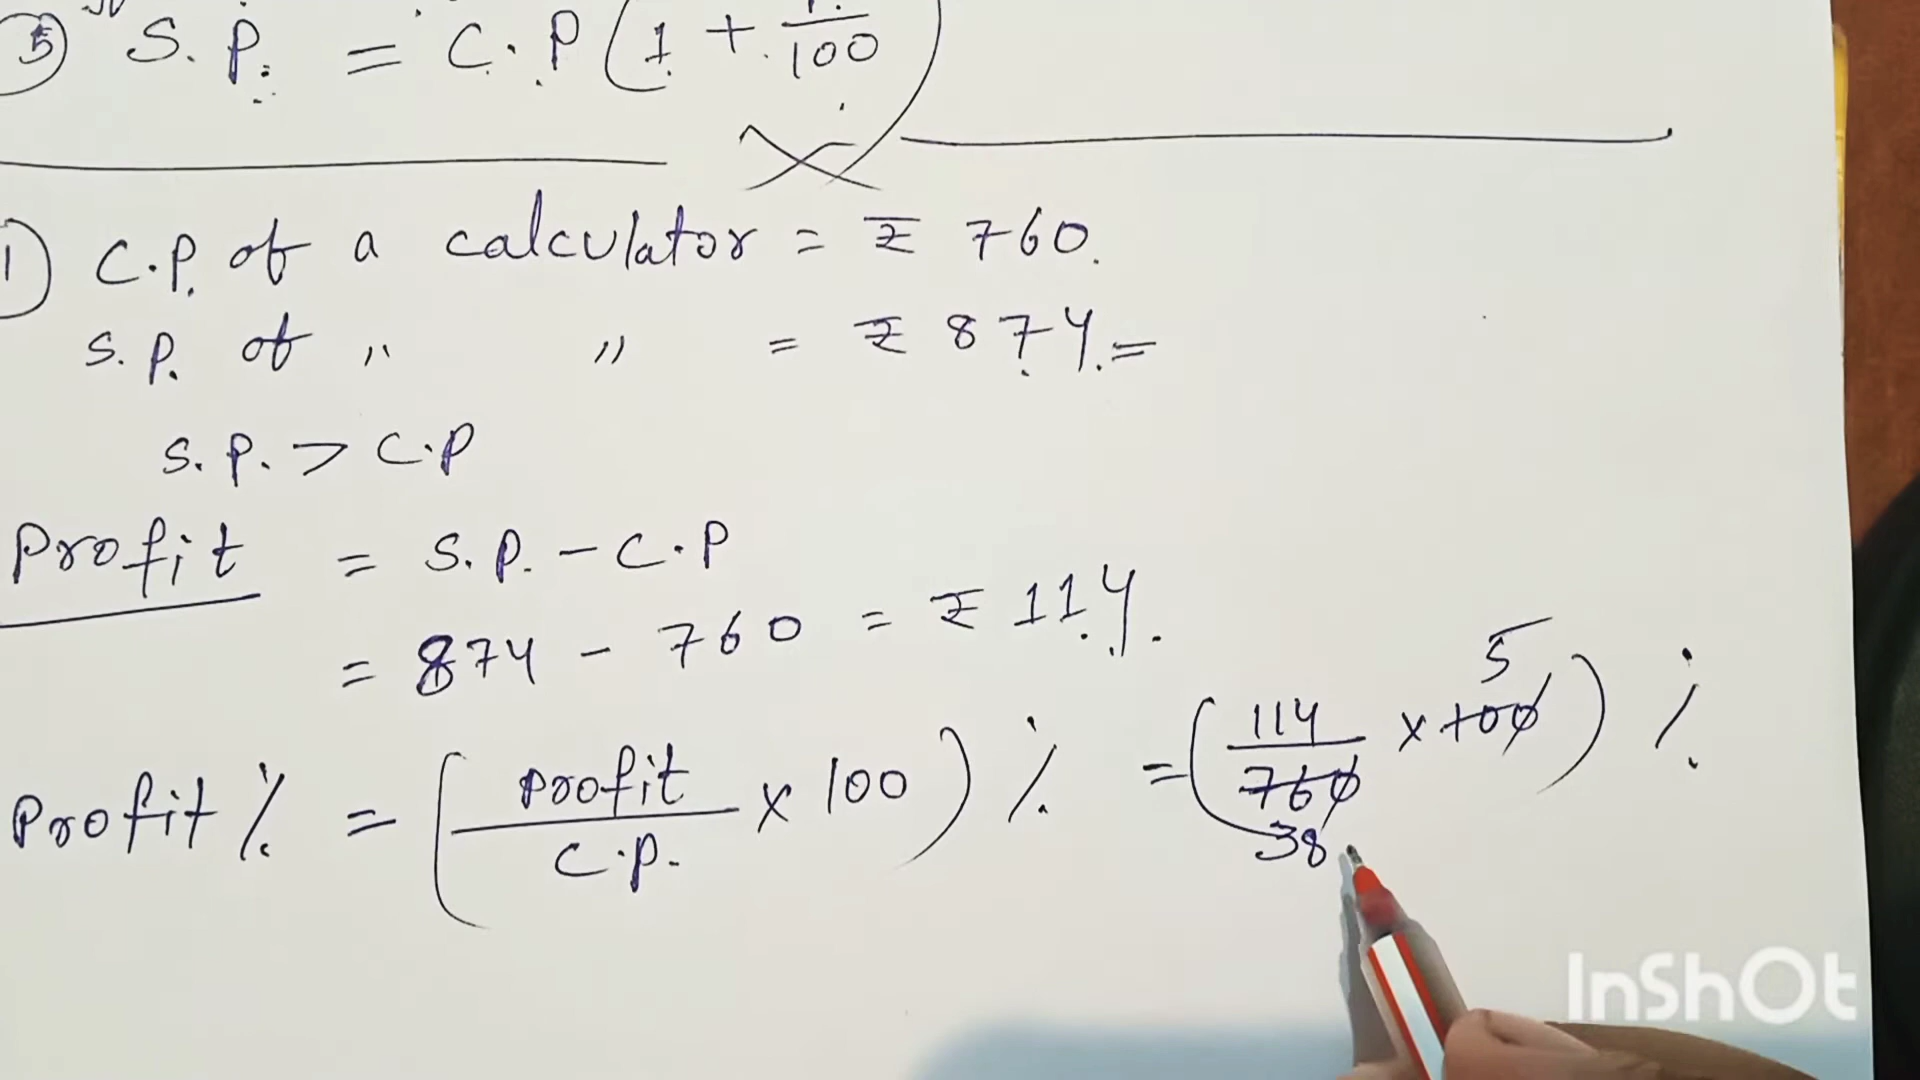 5 S.P. = C.P (1 + r/100)
1) C.P. of a calculator = ₹ 760.
S.P. of " " = ₹ 874.=
S.P. > C.P
Profit = S.P. - C.P
= 874 - 760 = ₹ 114.
Profit % = (Profit/C.P. x 100) % = (114/760 x 100) %
5
38
InShOt